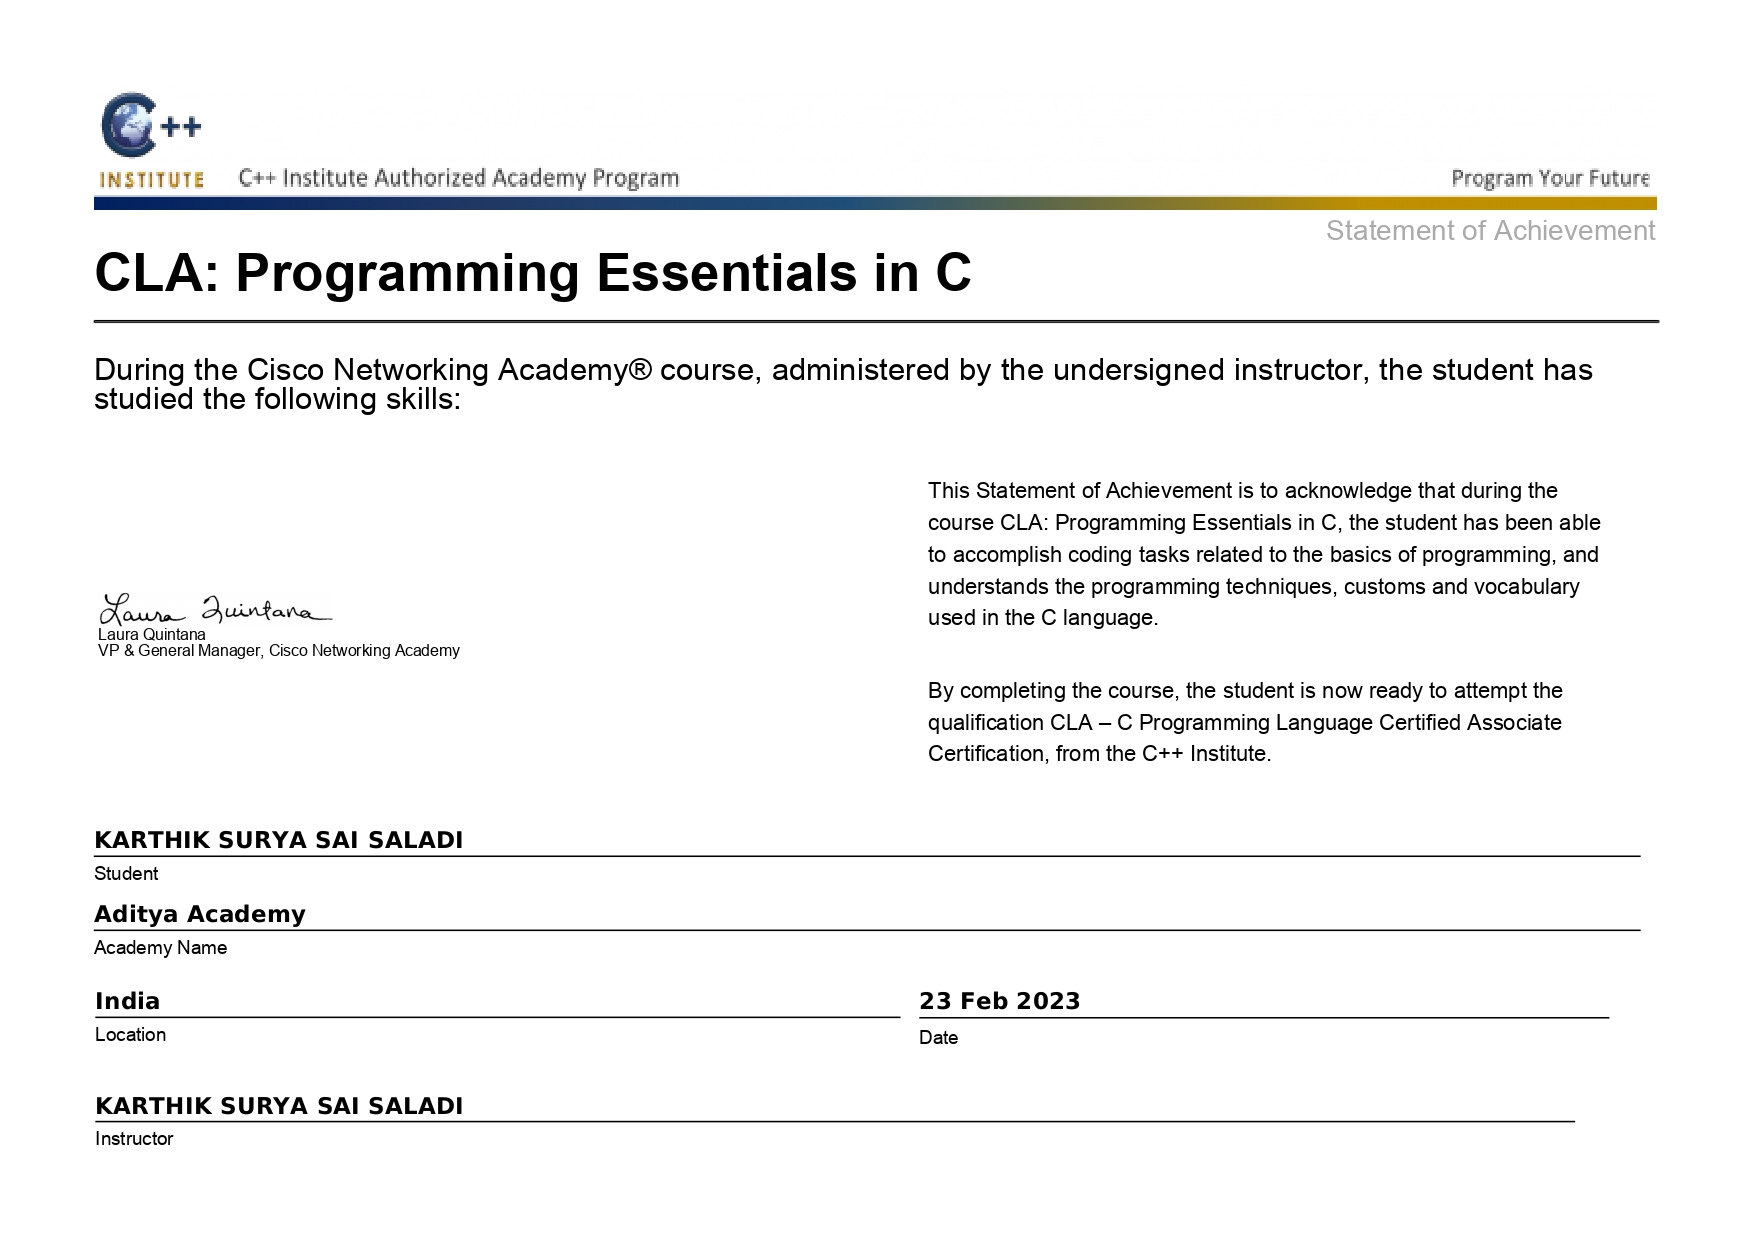 C++
INSTITUTE
C++ Institute Authorized Academy Program
Program Your Future
Statement of Achievement
CLA: Programming Essentials in C
During the Cisco Networking Academy® course, administered by the undersigned instructor, the student has
studied the following skills:
This Statement of Achievement is to acknowledge that during the
course CLA: Programming Essentials in C, the student has been able
to accomplish coding tasks related to the basics of programming, and
understands the programming techniques, customs and vocabulary
used in the C language.
Laura Quintana
Laura Quintana
VP & General Manager, Cisco Networking Academy
By completing the course, the student is now ready to attempt the
qualification CLA – C Programming Language Certified Associate
Certification, from the C++ Institute.
KARTHIK SURYA SAI SALADI
Student
Aditya Academy
Academy Name
India
Location
23 Feb 2023
Date
KARTHIK SURYA SAI SALADI
Instructor